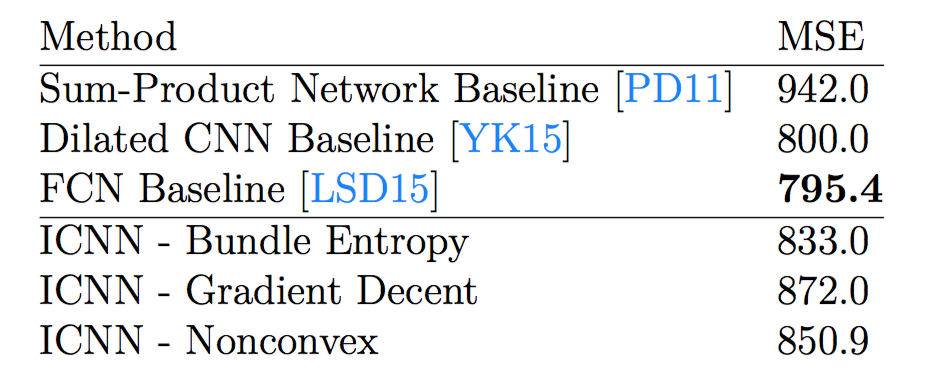 Method MSE
Sum-Product Network Baseline [PD11] 942.0
Dilated CNN Baseline [YK15] 800.0
FCN Baseline [LSD15] 795.4
ICNN - Bundle Entropy 833.0
ICNN - Gradient Decent 872.0
ICNN - Nonconvex 850.9